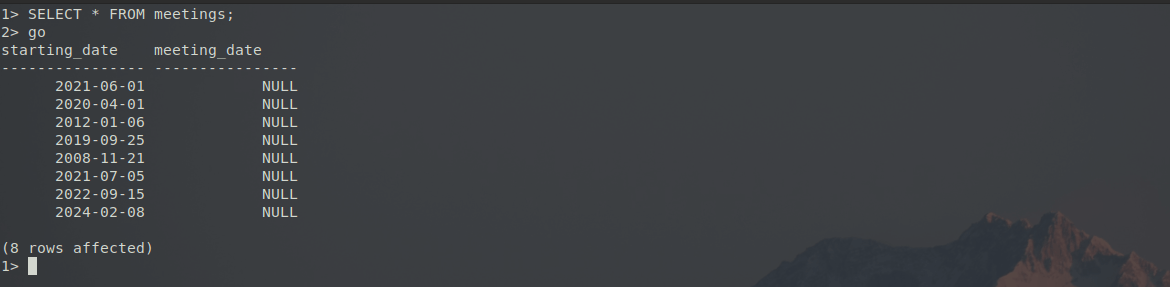 1> SELECT * FROM meetings;
2> go
starting_date    meeting_date
---------------- ----------------
      2021-06-01             NULL
      2020-04-01             NULL
      2012-01-06             NULL
      2019-09-25             NULL
      2008-11-21             NULL
      2021-07-05             NULL
      2022-09-15             NULL
      2024-02-08             NULL

(8 rows affected)
1>